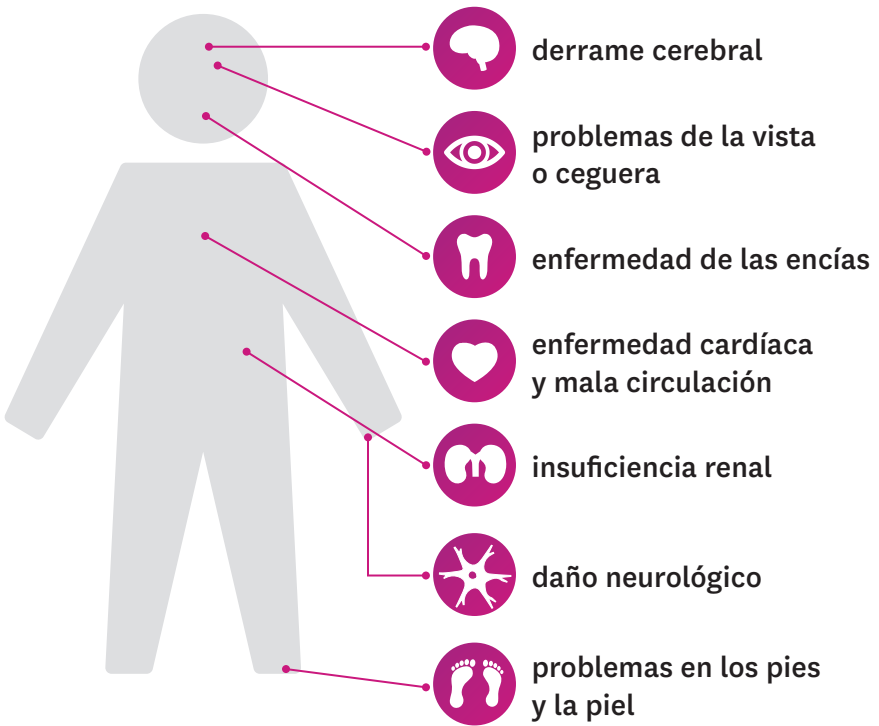 derrame cerebral
problemas de la vista
o ceguera
enfermedad de las encías
enfermedad cardíaca
y mala circulación
insuficiencia renal
daño neurológico
problemas en los pies
y la piel